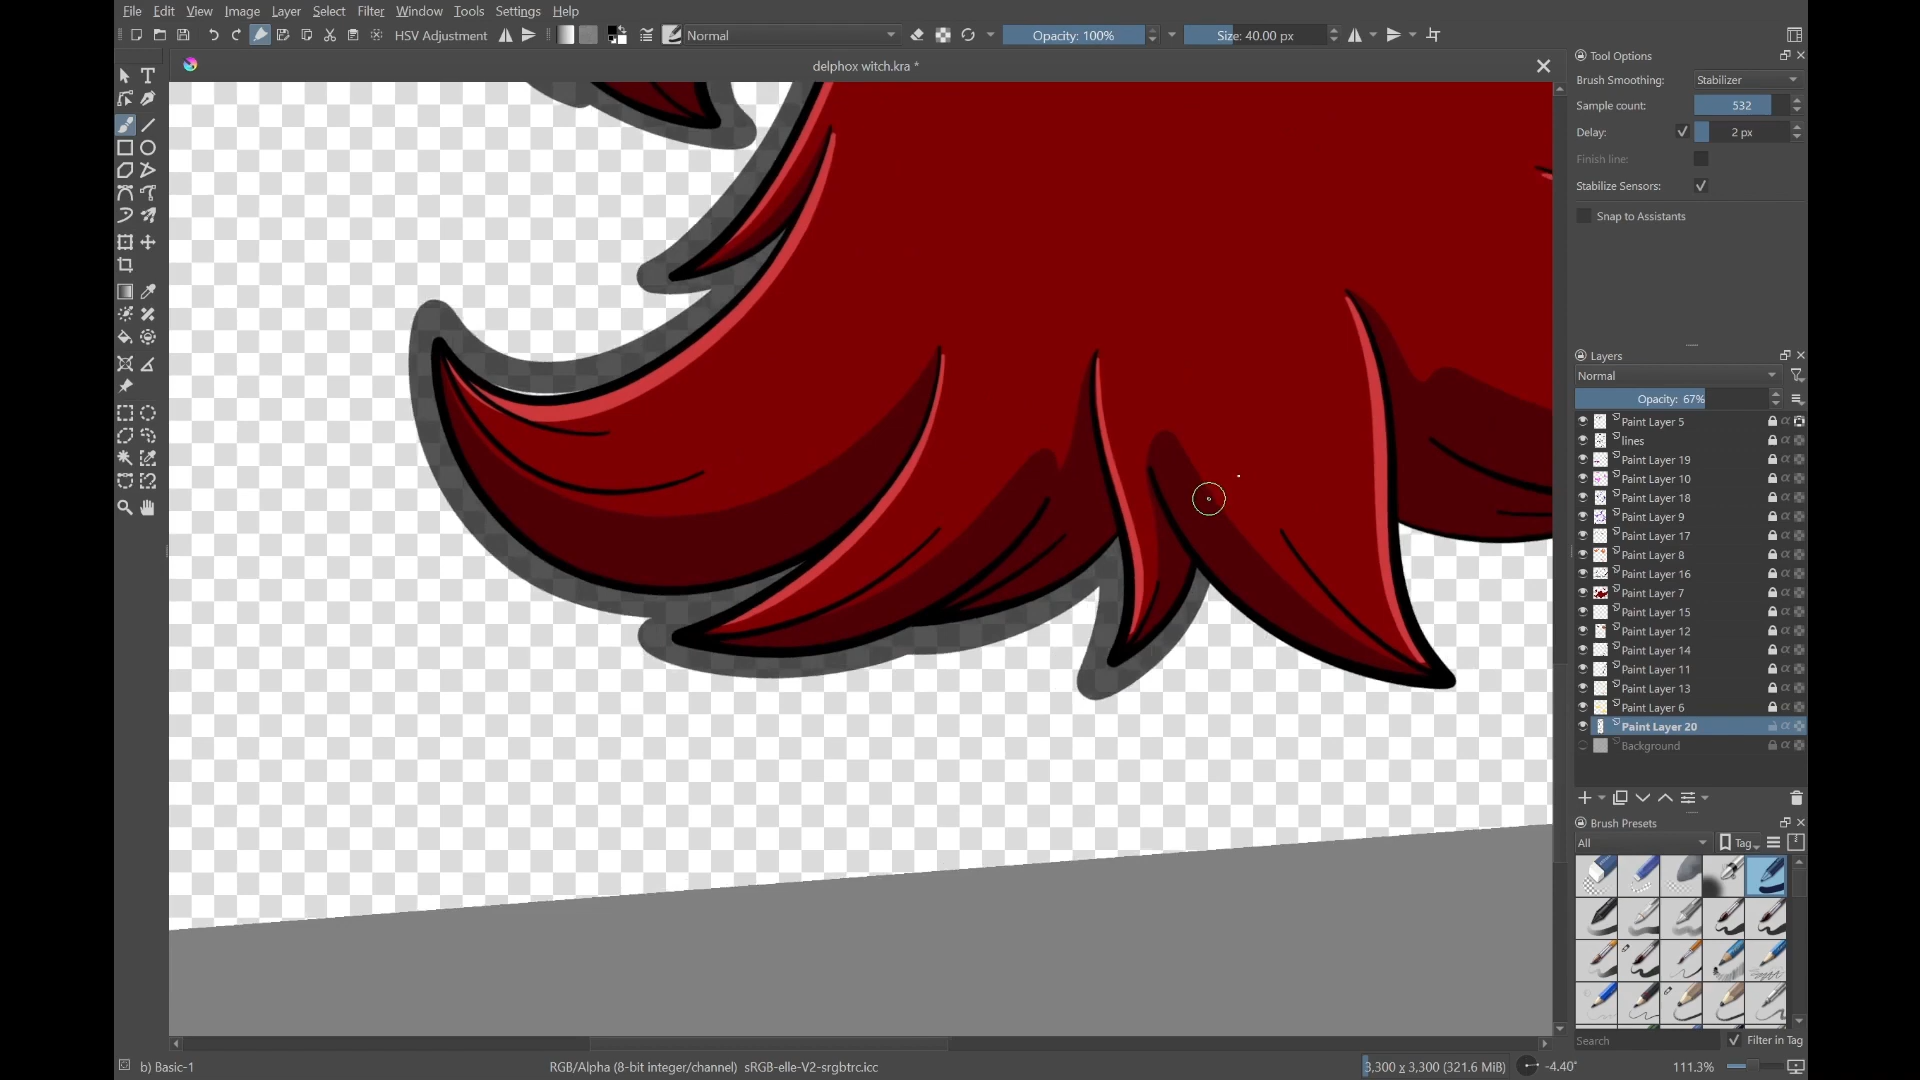 File Edit View Image Layer Select Filter Window Tools Settings Help
HSV Adjustment Normal Opacity: 100% Size: 40.00 px
delphox witch.kra *
Tool Options
Brush Smoothing: Stabilizer
Sample count: 532
Delay: 2 px
Finish line:
Stabilize Sensors:
Snap to Assistants
Layers
Normal
Opacity: 67%
Paint Layer 5
lines
Paint Layer 19
Paint Layer 10
Paint Layer 18
Paint Layer 9
Paint Layer 17
Paint Layer 8
Paint Layer 16
Paint Layer 7
Paint Layer 15
Paint Layer 12
Paint Layer 14
Paint Layer 11
Paint Layer 13
Paint Layer 6
Paint Layer 20
Background
Brush Presets
All Tag
Search Filter in Tag
b) Basic-1 RGB/Alpha (8-bit integer/channel) sRGB-elle-V2-srgbtrc.icc 3,300 x 3,300 (321.6 MiB) -4.40° 111.3%